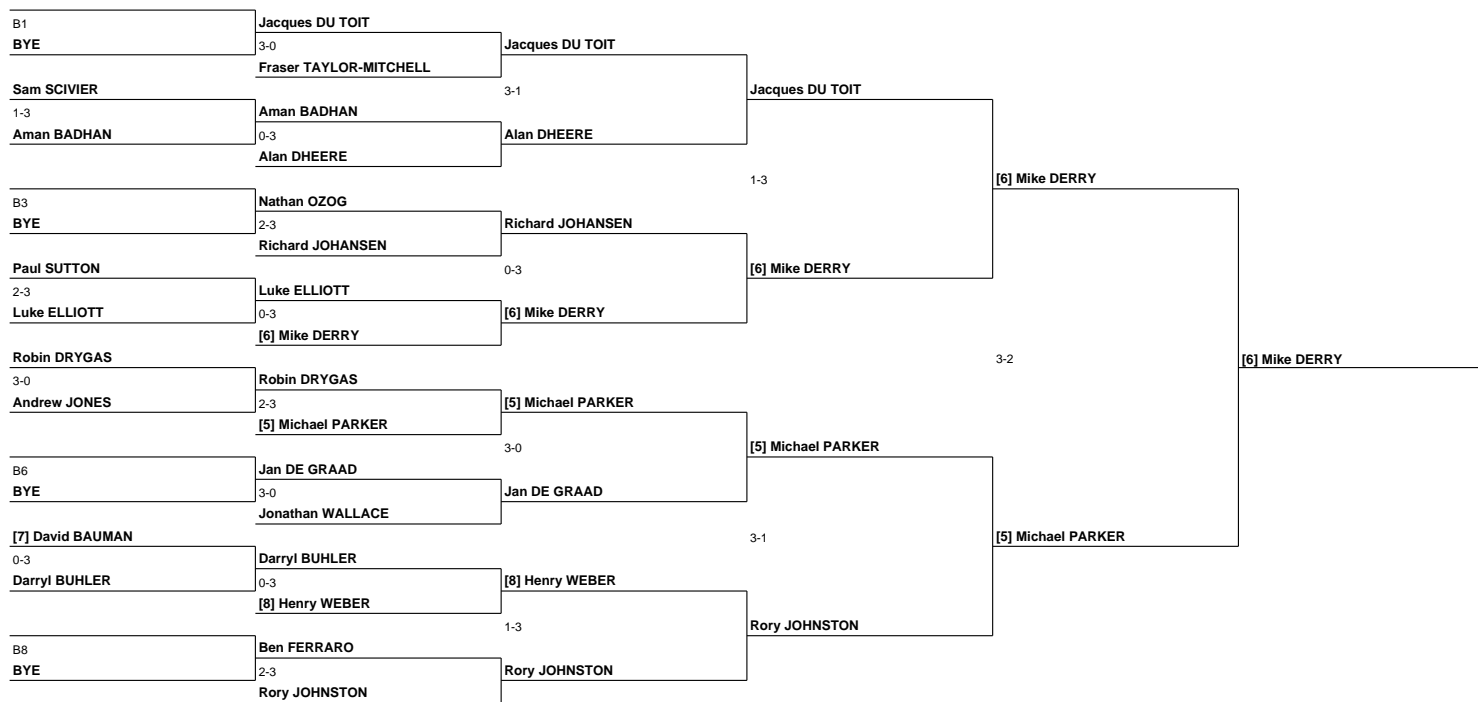 B1
BYE
Sam SCIVIER
1-3
Aman BADHAN
B3
BYE
Paul SUTTON
2-3
Luke ELLIOTT
Robin DRYGAS
3-0
Andrew JONES
B6
BYE
[7] David BAUMAN
0-3
Darryl BUHLER
B8
BYE
Jacques DU TOIT
3-0
Fraser TAYLOR-MITCHELL
Aman BADHAN
0-3
Alan DHEERE
Nathan OZOG
2-3
Richard JOHANSEN
Luke ELLIOTT
0-3
[6] Mike DERRY
Robin DRYGAS
2-3
[5] Michael PARKER
Jan DE GRAAD
3-0
Jonathan WALLACE
Darryl BUHLER
0-3
[8] Henry WEBER
Ben FERRARO
2-3
Rory JOHNSTON
Jacques DU TOIT
3-1
Alan DHEERE
Richard JOHANSEN
0-3
[6] Mike DERRY
[5] Michael PARKER
3-0
Jan DE GRAAD
[8] Henry WEBER
1-3
Rory JOHNSTON
Jacques DU TOIT
1-3
[6] Mike DERRY
[5] Michael PARKER
3-1
Rory JOHNSTON
[6] Mike DERRY
3-2
[5] Michael PARKER
[6] Mike DERRY